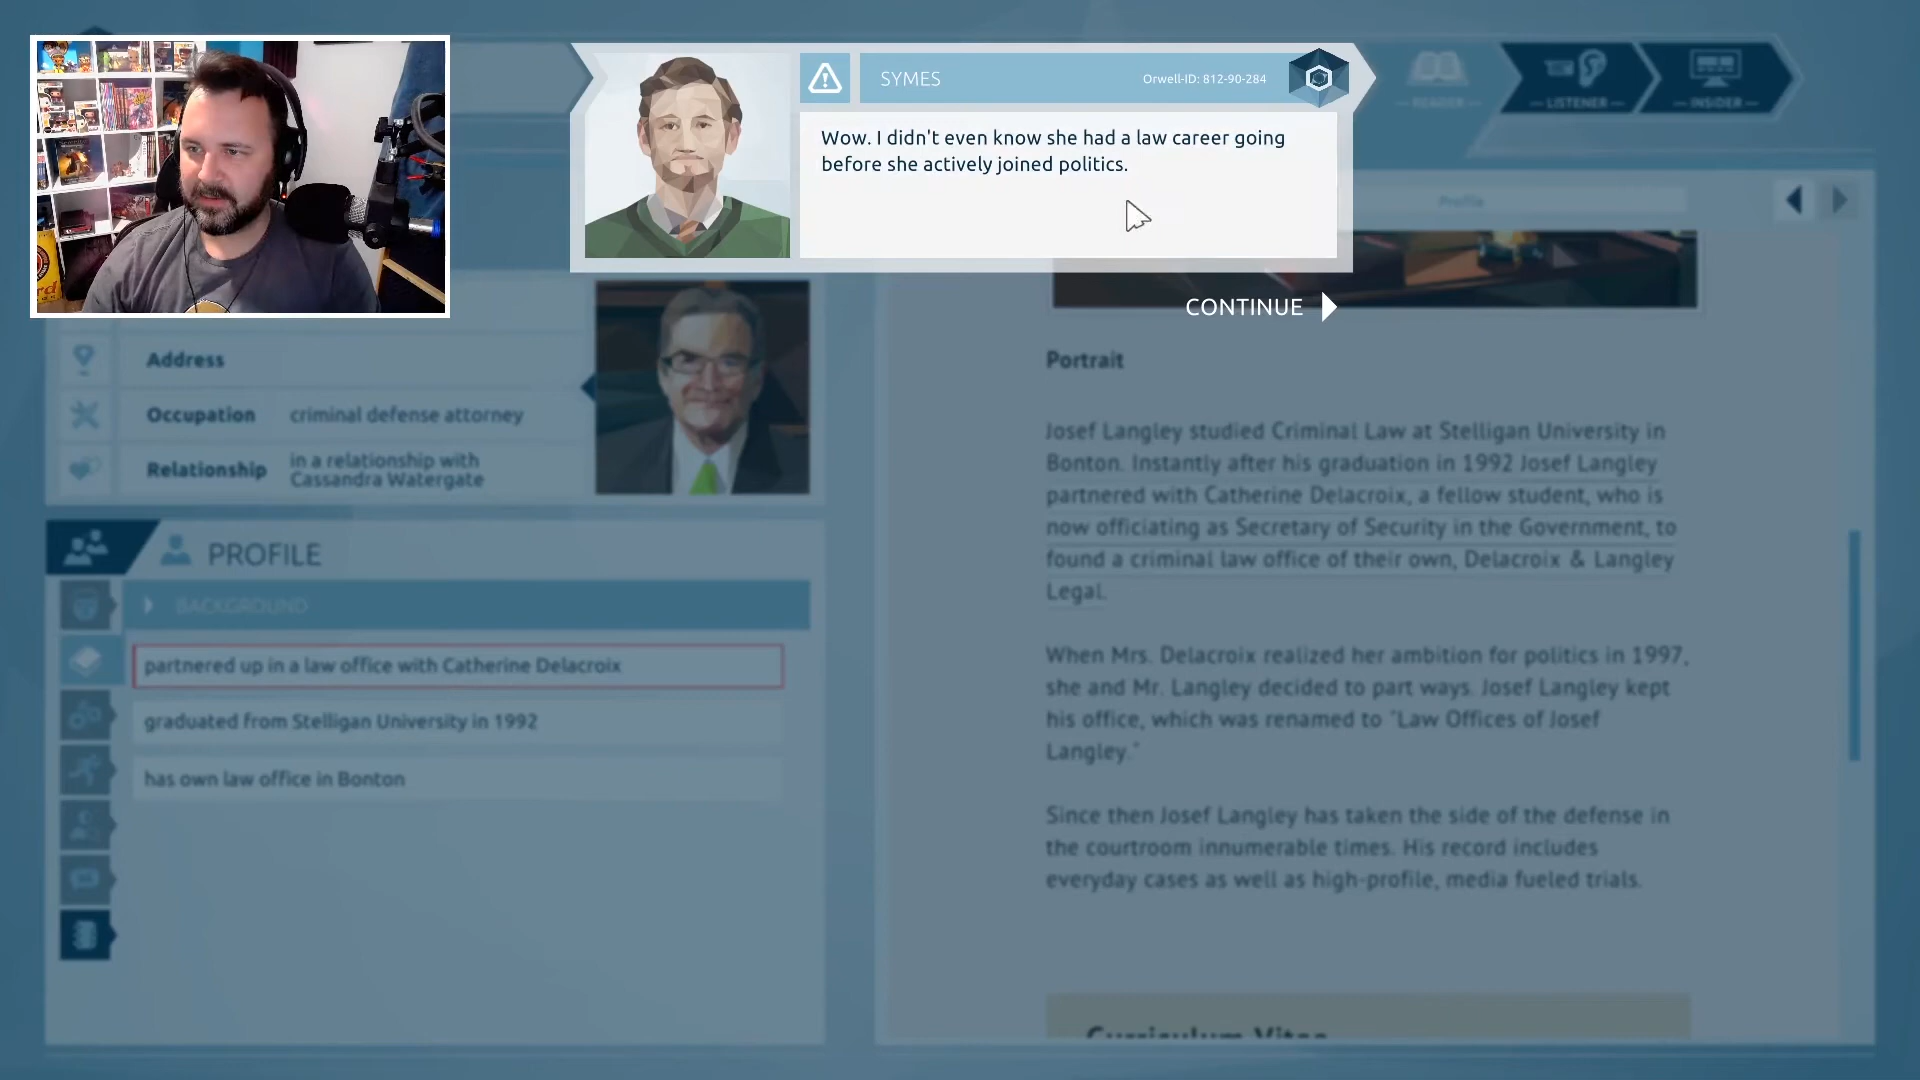 SYMES
Orwell-ID: 812-90-284
Wow. I didn't even know she had a law career going
before she actively joined politics.
CONTINUE
READER
LISTENER
INSIDER
Profile
Address
Occupation
criminal defense attorney
Relationship
in a relationship with
Cassandra Watergate
PROFILE
BACKGROUND
partnered up in a law office with Catherine Delacroix
graduated from Stelligan University in 1992
has own law office in Bonton
Portrait
Josef Langley studied Criminal Law at Stelligan University in
Bonton. Instantly after his graduation in 1992 Josef Langley
partnered with Catherine Delacroix, a fellow student, who is
now officiating as Secretary of Security in the Government, to
found a criminal law office of their own, Delacroix & Langley
Legal.
When Mrs. Delacroix realized her ambition for politics in 1997,
she and Mr. Langley decided to part ways. Josef Langley kept
his office, which was renamed to "Law Offices of Josef
Langley."
Since then Josef Langley has taken the side of the defense in
the courtroom innumerable times. His record includes
everyday cases as well as high-profile, media fueled trials.
Curriculum Vitae